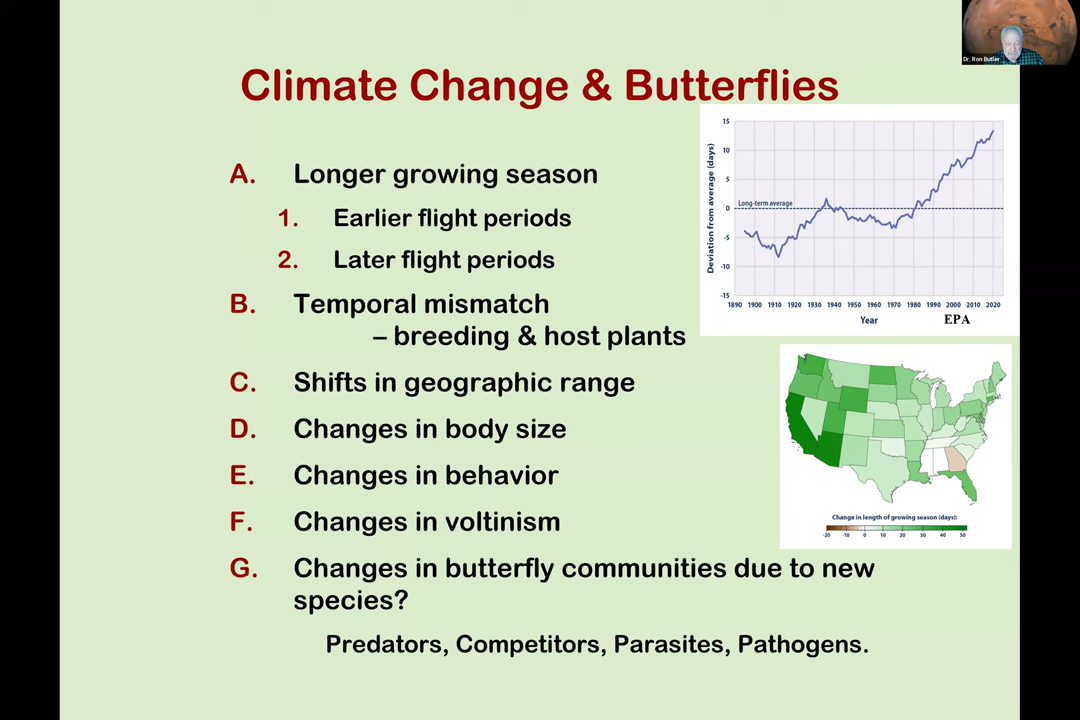 Dr. Ron Butler
Climate Change & Butterflies
A. Longer growing season
1. Earlier flight periods
2. Later flight periods
B. Temporal mismatch
– breeding & host plants
C. Shifts in geographic range
D. Changes in body size
E. Changes in behavior
F. Changes in voltinism
G. Changes in butterfly communities due to new
species?
Predators, Competitors, Parasites, Pathogens.
Deviation from average (days)
15
10
5
0
-5
-10
-15
Long-term average
1890 1900 1910 1920 1930 1940 1950 1960 1970 1980 1990 2000 2010 2020
Year
EPA
Change in length of growing season (days):
-20 -10 0 10 20 30 40 50